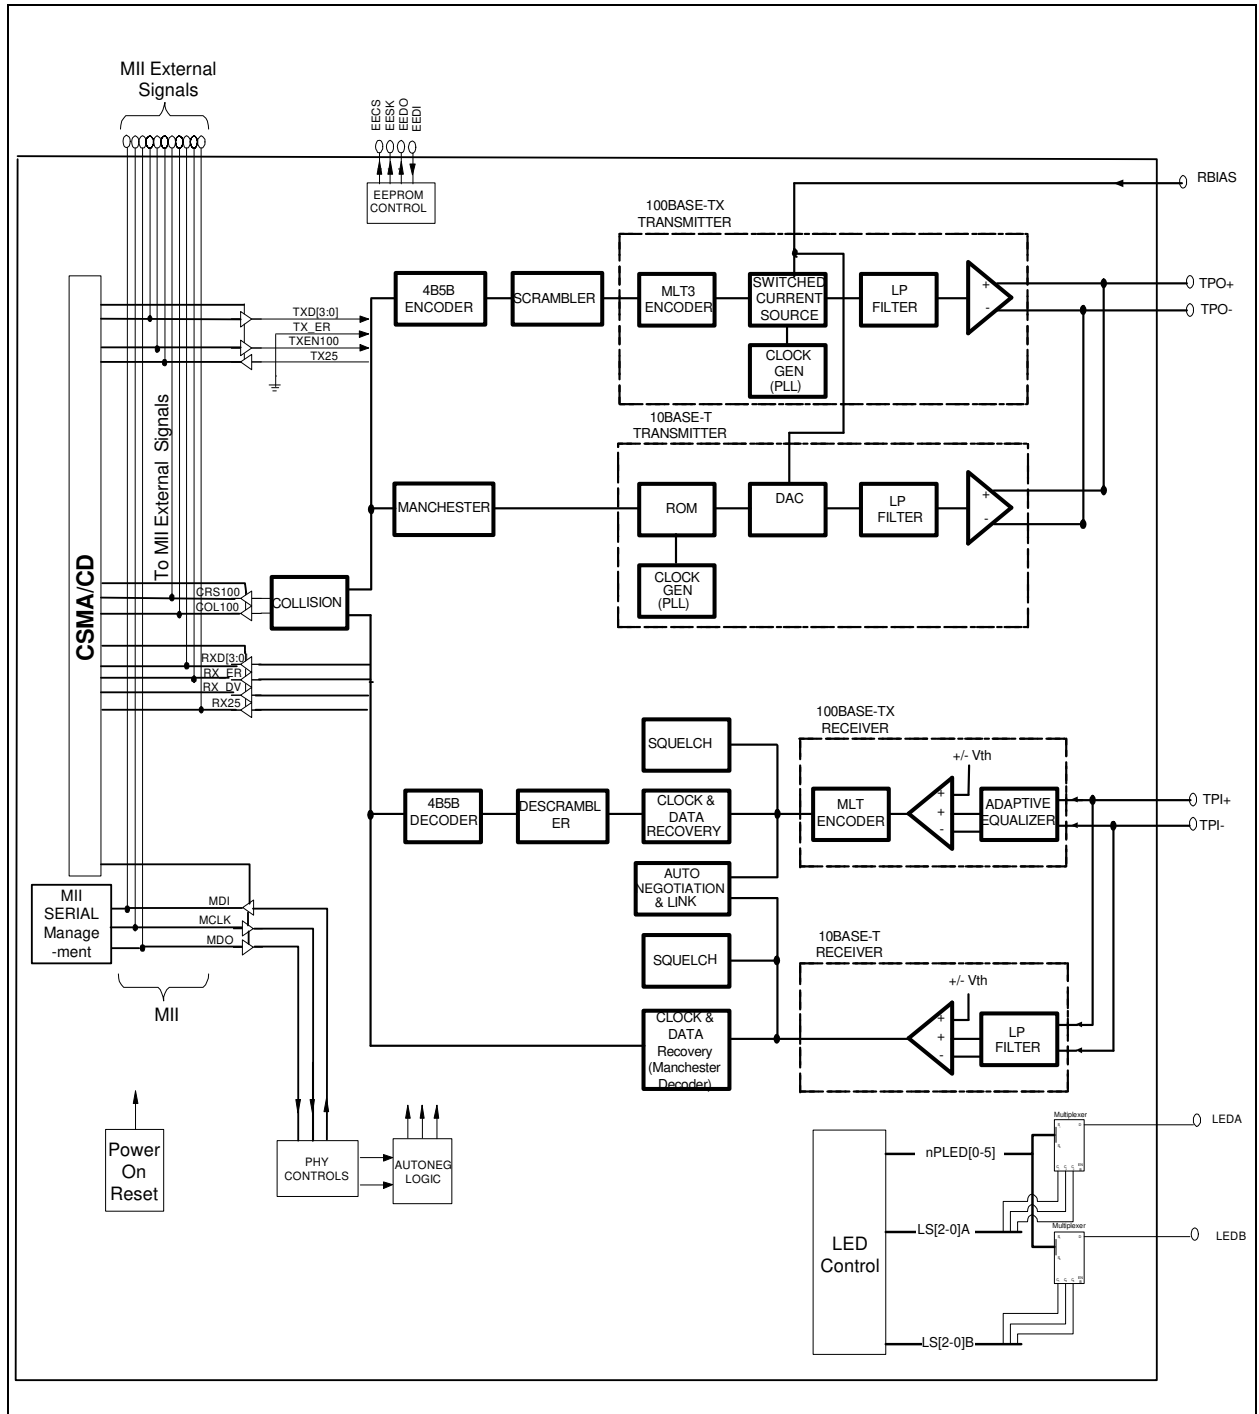 MII External
Signals
EECS
EESK
EEDO
EEDI
EEPROM
CONTROL
RBIAS
100BASE-TX
TRANSMITTER
4B5B
ENCODER
SCRAMBLER
MLT3
ENCODER
SWITCHED
CURRENT
SOURCE
LP
FILTER
+
-
TPO+
TPO-
CLOCK
GEN
(PLL)
TXD[3:0]
TX_ER
TXEN100
TX25
10BASE-T
TRANSMITTER
MANCHESTER
ROM
DAC
LP
FILTER
+
-
CLOCK
GEN
(PLL)
To MII External Signals
CSMA/CD
CRS100
COL100
COLLISION
RXD[3:0
RX_ER
RX_DV
RX25
100BASE-TX
RECEIVER
SQUELCH
+/- Vth
4B5B
DECODER
DESCRAMBL
ER
CLOCK &
DATA
RECOVERY
MLT
ENCODER
+
+
-
ADAPTIVE
EQUALIZER
TPI+
TPI-
AUTO
NEGOTIATION
& LINK
MII
SERIAL
Manage
-ment
MDI
MCLK
MDO
MII
SQUELCH
10BASE-T
RECEIVER
+/- Vth
CLOCK &
DATA
Recovery
(Manchester
Decoder)
+
+
-
LP
FILTER
Power
On
Reset
PHY
CONTROLS
AUTONEG
LOGIC
LED
Control
nPLED[0-5]
LS[2-0]A
LS[2-0]B
Multiplexer
LEDA
Multiplexer
LEDB